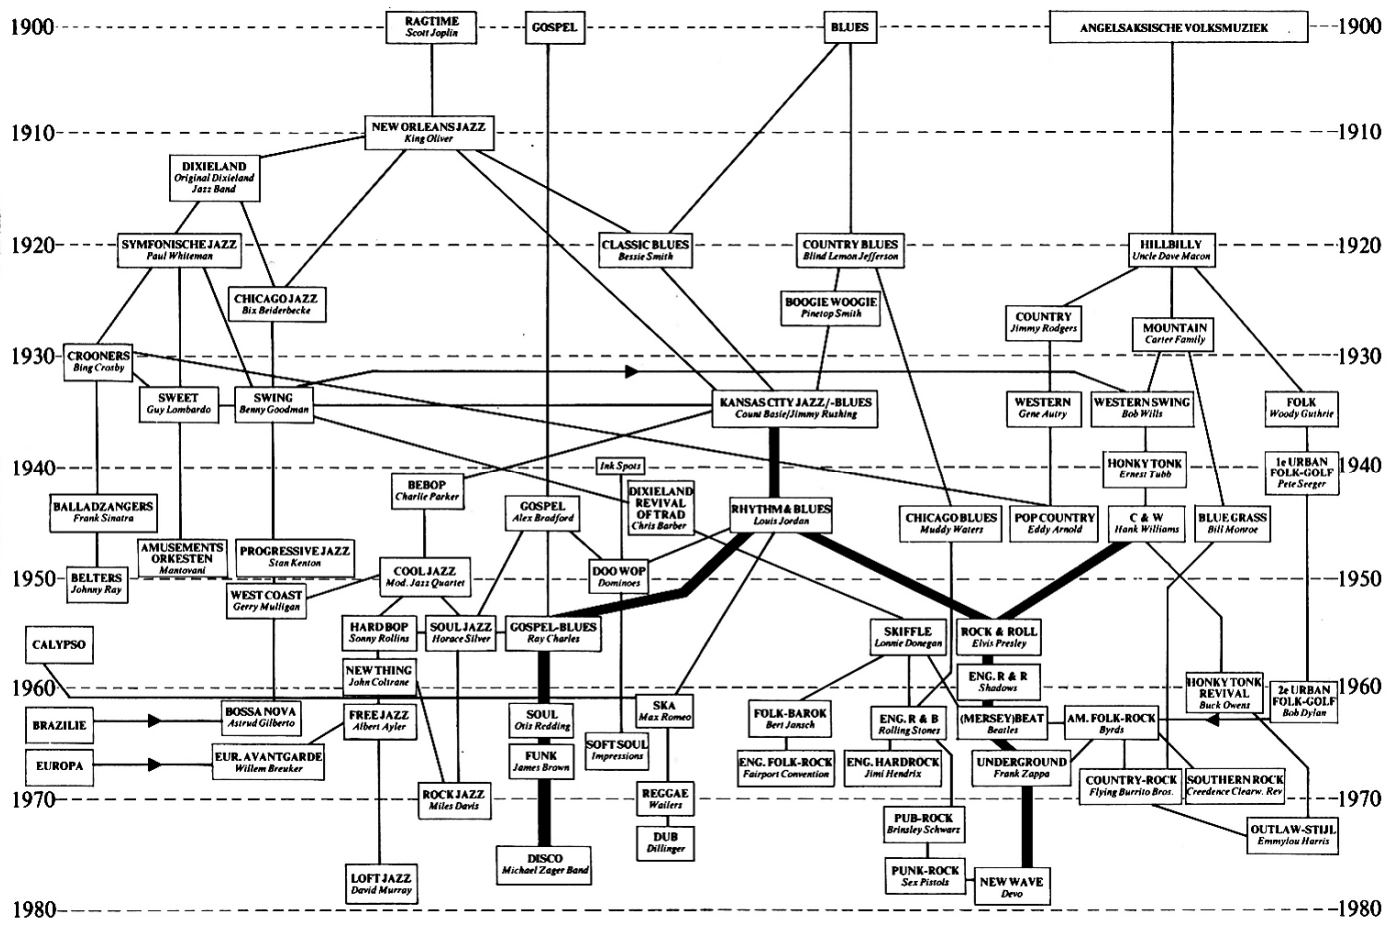 1900
RAGTIME
Scott Joplin
GOSPEL
BLUES
ANGELSAKSISCHE VOLKSMUZIEK
1900
1910
NEW ORLEANS JAZZ
King Oliver
1910
DIXIELAND
Original Dixieland
Jazz Band
1920
SYMFONISCHE JAZZ
Paul Whiteman
CLASSIC BLUES
Bessie Smith
COUNTRY BLUES
Blind Lemon Jefferson
HILLBILLY
Uncle Dave Macon
1920
CHICAGO JAZZ
Bix Beiderbecke
BOOGIE WOOGIE
Pinetop Smith
COUNTRY
Jimmy Rodgers
MOUNTAIN
Carter Family
1930
CROONERS
Bing Crosby
1930
SWEET
Guy Lombardo
SWING
Benny Goodman
KANSAS CITY JAZZ/-BLUES
Count Basie/Jimmy Rushing
WESTERN
Gene Autry
WESTERN SWING
Bob Wills
FOLK
Woody Guthrie
1940
Ink Spots
HONKY TONK
Ernest Tubb
1e URBAN
FOLK-GOLF
Pete Seeger
1940
BEBOP
Charlie Parker
BALLADZANGERS
Frank Sinatra
GOSPEL
Alex Bradford
DIXIELAND
REVIVAL
OF TRAD
Chris Barber
RHYTHM & BLUES
Louis Jordan
CHICAGO BLUES
Muddy Waters
POP COUNTRY
Eddy Arnold
C & W
Hank Williams
BLUE GRASS
Bill Monroe
AMUSEMENTS
ORKESTEN
Mantovani
PROGRESSIVE JAZZ
Stan Kenton
1950
BELTERS
Johnny Ray
WEST COAST
Gerry Mulligan
COOL JAZZ
Mod. Jazz Quartet
DOO WOP
Dominoes
1950
CALYPSO
HARD BOP
Sonny Rollins
SOUL JAZZ
Horace Silver
GOSPEL-BLUES
Ray Charles
SKIFFLE
Lonnie Donegan
ROCK & ROLL
Elvis Presley
1960
NEW THING
John Coltrane
ENG. R & R
Shadows
HONKY TONK
REVIVAL
Buck Owens
2e URBAN
FOLK-GOLF
Bob Dylan
1960
BRAZILIE
BOSSA NOVA
Astrud Gilberto
FREE JAZZ
Albert Ayler
SOUL
Otis Redding
SKA
Max Romeo
FOLK-BAROK
Bert Jansch
ENG. R & B
Rolling Stones
(MERSEY)BEAT
Beatles
AM. FOLK-ROCK
Byrds
EUROPA
EUR. AVANTGARDE
Willem Breuker
FUNK
James Brown
SOFT SOUL
Impressions
ENG. FOLK-ROCK
Fairport Convention
ENG. HARDROCK
Jimi Hendrix
UNDERGROUND
Frank Zappa
COUNTRY-ROCK
Flying Burrito Bros.
SOUTHERN ROCK
Creedence Clearw. Rev
1970
ROCK JAZZ
Miles Davis
REGGAE
Wailers
1970
DUB
Dillinger
PUB-ROCK
Brinsley Schwarz
OUTLAW-STIJL
Emmylou Harris
LOFT JAZZ
David Murray
DISCO
Michael Zager Band
PUNK-ROCK
Sex Pistols
NEW WAVE
Devo
1980
1980